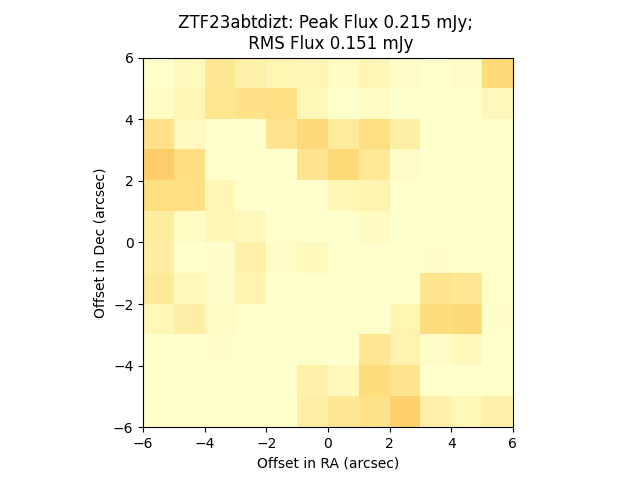 ZTF23abtdizt: Peak Flux 0.215 mJy;
RMS Flux 0.151 mJy
6
4
2
0
−2
−4
−6
Offset in Dec (arcsec)
−6 −4 −2 0 2 4 6
Offset in RA (arcsec)